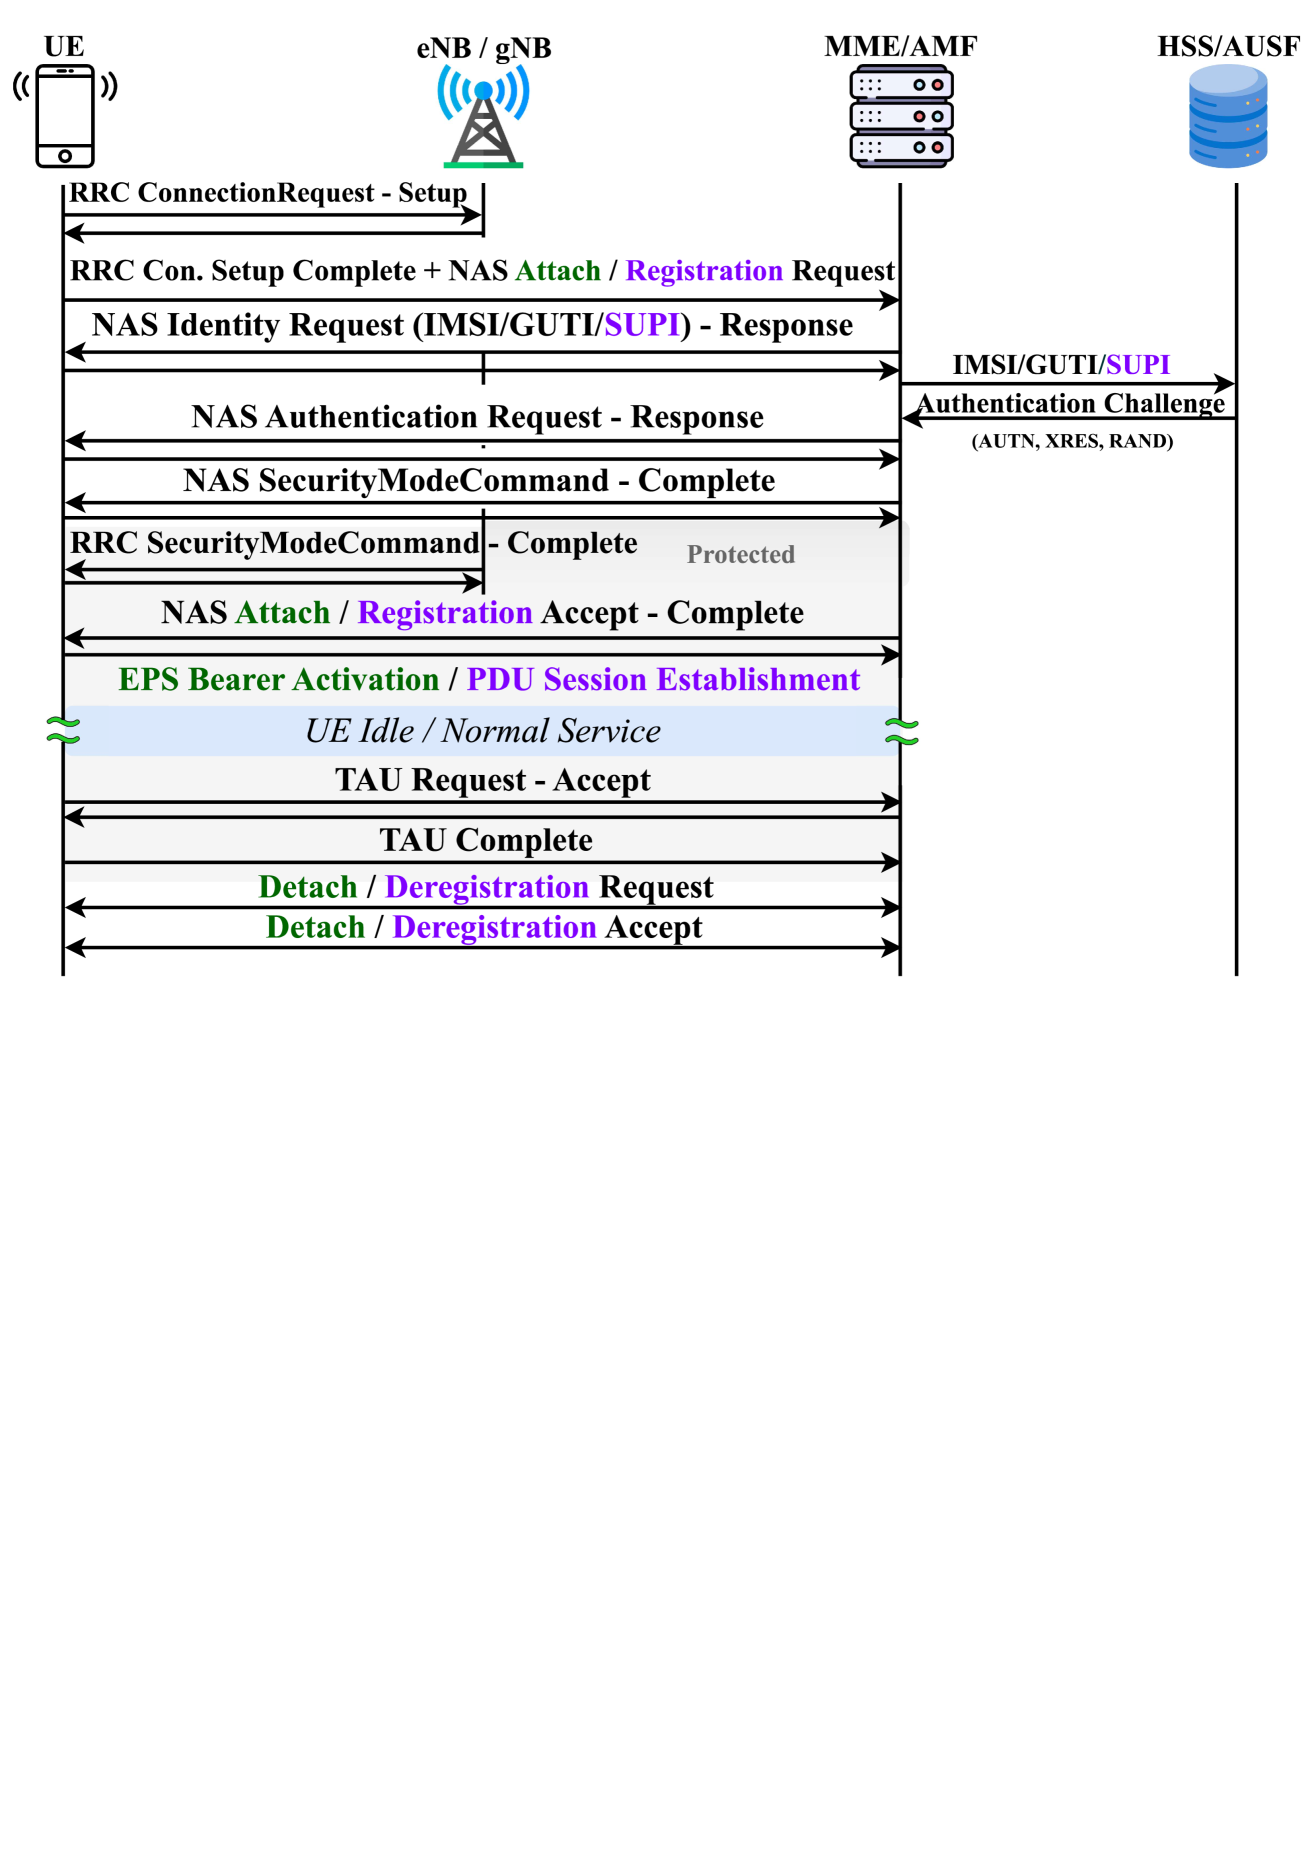 UE
eNB / gNB
MME/AMF
HSS/AUSF
RRC ConnectionRequest - Setup
RRC Con. Setup Complete + NAS Attach / Registration Request
NAS Identity Request (IMSI/GUTI/SUPI) - Response
IMSI/GUTI/SUPI
Authentication Challenge
(AUTN, XRES, RAND)
NAS Authentication Request - Response
NAS SecurityModeCommand - Complete
RRC SecurityModeCommand - Complete
Protected
NAS Attach / Registration Accept - Complete
EPS Bearer Activation / PDU Session Establishment
UE Idle / Normal Service
TAU Request - Accept
TAU Complete
Detach / Deregistration Request
Detach / Deregistration Accept